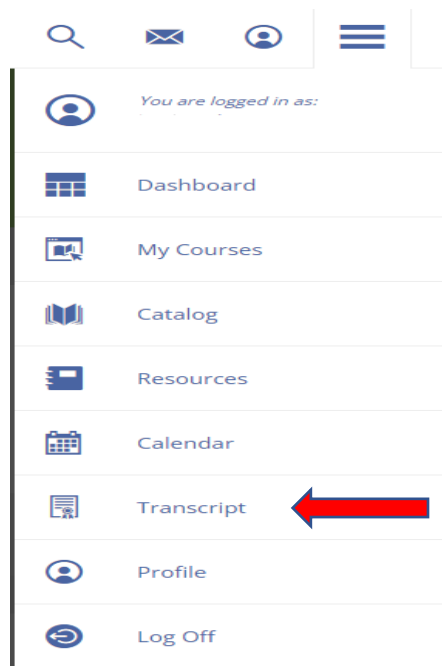 You are logged in as:
Dashboard
My Courses
Catalog
Resources
Calendar
Transcript
Profile
Log Off